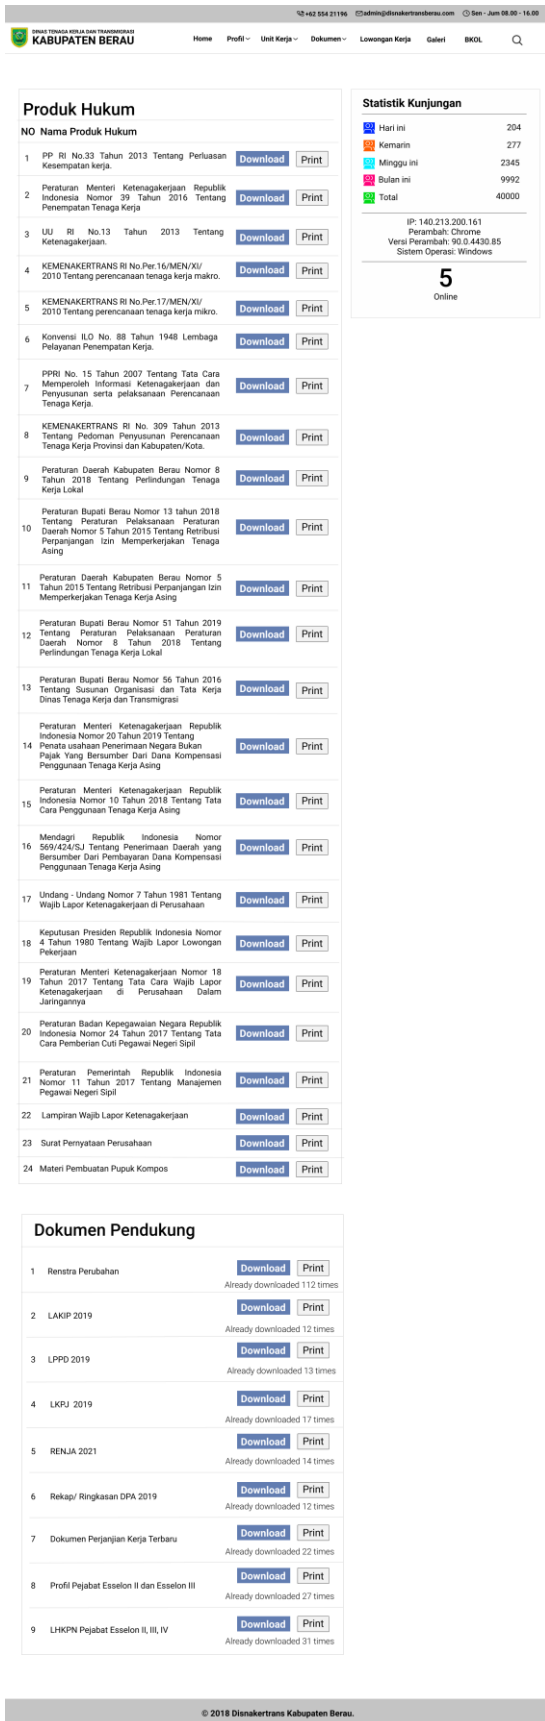 +62 554 21196 admin@disnakertransberau.com Sen - Jum 08.00 - 16.00
DINAS TENAGA KERJA DAN TRANSMIGRASI
KABUPATEN BERAU
Home Profil Unit Kerja Dokumen Lowongan Kerja Galeri BKOL
Produk Hukum
NO Nama Produk Hukum
1 PP RI No.33 Tahun 2013 Tentang Perluasan
Kesempatan kerja.
Download Print
2 Peraturan Menteri Ketenagakerjaan Republik
Indonesia Nomor 39 Tahun 2016 Tentang
Penempatan Tenaga Kerja
Download Print
3 UU RI No.13 Tahun 2013 Tentang
Ketenagakerjaan.
Download Print
4 KEMENAKERTRANS RI No.Per.16/MEN/XI/
2010 Tentang perencanaan tenaga kerja makro.
Download Print
5 KEMENAKERTRANS RI No.Per.17/MEN/XI/
2010 Tentang perencanaan tenaga kerja mikro.
Download Print
6 Konvensi ILO No. 88 Tahun 1948 Lembaga
Pelayanan Penempatan Kerja.
Download Print
7 PPRI No. 15 Tahun 2007 Tentang Tata Cara
Memperoleh Informasi Ketenagakerjaan dan
Penyusunan serta pelaksanaan Perencanaan
Tenaga Kerja.
Download Print
8 KEMENAKERTRANS RI No. 309 Tahun 2013
Tentang Pedoman Penyusunan Perencanaan
Tenaga Kerja Provinsi dan Kabupaten/Kota.
Download Print
9 Peraturan Daerah Kabupaten Berau Nomor 8
Tahun 2018 Tentang Perlindungan Tenaga
Kerja Lokal
Download Print
10 Peraturan Bupati Berau Nomor 13 tahun 2018
Tentang Peraturan Pelaksanaan Peraturan
Daerah Nomor 5 Tahun 2015 Tentang Retribusi
Perpanjangan Izin Memperkerjakan Tenaga
Asing
Download Print
11 Peraturan Daerah Kabupaten Berau Nomor 5
Tahun 2015 Tentang Retribusi Perpanjangan Izin
Memperkerjakan Tenaga Kerja Asing
Download Print
12 Peraturan Bupati Berau Nomor 51 Tahun 2019
Tentang Peraturan Pelaksanaan Peraturan
Daerah Nomor 8 Tahun 2018 Tentang
Perlindungan Tenaga Kerja Lokal
Download Print
13 Peraturan Bupati Berau Nomor 56 Tahun 2016
Tentang Susunan Organisasi dan Tata Kerja
Dinas Tenaga Kerja dan Transmigrasi
Download Print
14 Peraturan Menteri Ketenagakerjaan Republik
Indonesia Nomor 20 Tahun 2019 Tentang
Penata usahaan Penerimaan Negara Bukan
Pajak Yang Bersumber Dari Dana Kompensasi
Penggunaan Tenaga Kerja Asing
Download Print
15 Peraturan Menteri Ketenagakerjaan Republik
Indonesia Nomor 10 Tahun 2018 Tentang Tata
Cara Penggunaan Tenaga Kerja Asing
Download Print
16 Mendagri Republik Indonesia Nomor
569/424/SJ Tentang Penerimaan Daerah yang
Bersumber Dari Pembayaran Dana Kompensasi
Penggunaan Tenaga Kerja Asing
Download Print
17 Undang - Undang Nomor 7 Tahun 1981 Tentang
Wajib Lapor Ketenagakerjaan di Perusahaan
Download Print
18 Keputusan Presiden Republik Indonesia Nomor
4 Tahun 1980 Tentang Wajib Lapor Lowongan
Pekerjaan
Download Print
19 Peraturan Menteri Ketenagakerjaan Nomor 18
Tahun 2017 Tentang Tata Cara Wajib Lapor
Ketenagakerjaan di Perusahaan Dalam
Jaringannya
Download Print
20 Peraturan Badan Kepegawaian Negara Republik
Indonesia Nomor 24 Tahun 2017 Tentang Tata
Cara Pemberian Cuti Pegawai Negeri Sipil
Download Print
21 Peraturan Pemerintah Republik Indonesia
Nomor 11 Tahun 2017 Tentang Manajemen
Pegawai Negeri Sipil
Download Print
22 Lampiran Wajib Lapor Ketenagakerjaan Download Print
23 Surat Pernyataan Perusahaan Download Print
24 Materi Pembuatan Pupuk Kompos Download Print
Statistik Kunjungan
Hari ini 204
Kemarin 277
Minggu ini 2345
Bulan ini 9992
Total 40000
IP: 140.213.200.161
Perambah: Chrome
Versi Perambah: 90.0.4430.85
Sistem Operasi: Windows
5
Online
Dokumen Pendukung
1 Renstra Perubahan Download Print
Already downloaded 112 times
2 LAKIP 2019 Download Print
Already downloaded 12 times
3 LPPD 2019 Download Print
Already downloaded 13 times
4 LKPJ 2019 Download Print
Already downloaded 17 times
5 RENJA 2021 Download Print
Already downloaded 14 times
6 Rekap/ Ringkasan DPA 2019 Download Print
Already downloaded 12 times
7 Dokumen Perjanjian Kerja Terbaru Download Print
Already downloaded 22 times
8 Profil Pejabat Esselon II dan Esselon III Download Print
Already downloaded 27 times
9 LHKPN Pejabat Esselon II, III, IV Download Print
Already downloaded 31 times
© 2018 Disnakertrans Kabupaten Berau.